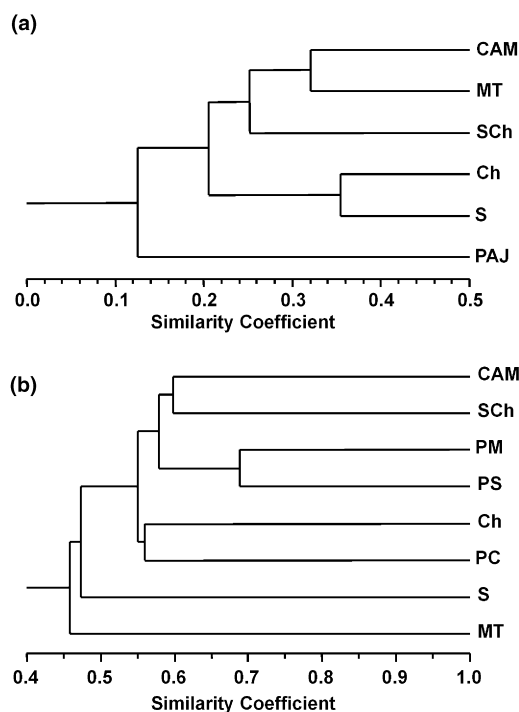 (a)
CAM
MT
SCh
Ch
S
PAJ
0.0 0.1 0.2 0.3 0.4 0.5
Similarity Coefficient
(b)
CAM
SCh
PM
PS
Ch
PC
S
MT
0.4 0.5 0.6 0.7 0.8 0.9 1.0
Similarity Coefficient